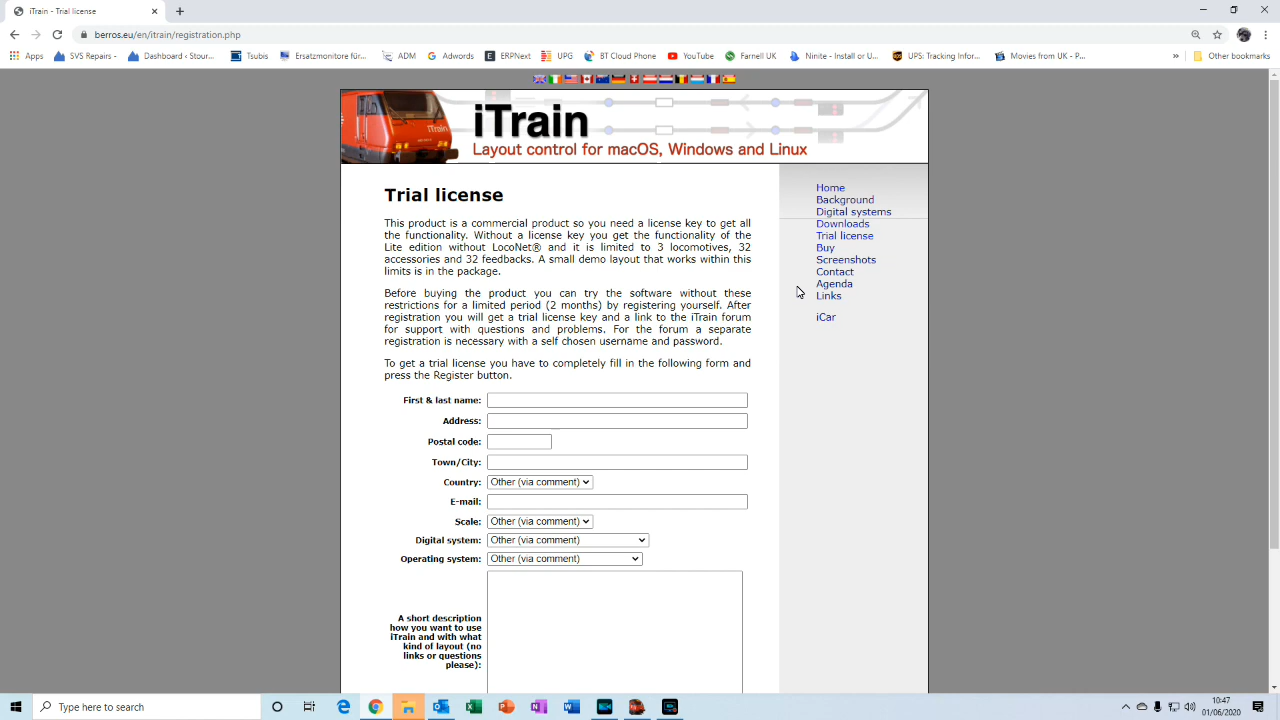 iTrain - Trial license
berros.eu/en/itrain/registration.php
Apps
SVS Repairs -
Dashboard - Stour...
Tsubis
Ersatzmonitore für...
ADM
Adwords
ERPNext
UPG
BT Cloud Phone
YouTube
Farnell UK
Ninite - Install or U...
UPS: Tracking Infor...
Movies from UK - P...
»
Other bookmarks
iTrain
iTrain
Layout control for macOS, Windows and Linux
Trial license
This product is a commercial product so you need a license key to get all
the functionality. Without a license key you get the functionality of the
Lite edition without LocoNet® and it is limited to 3 locomotives, 32
accessories and 32 feedbacks. A small demo layout that works within this
limits is in the package.
Before buying the product you can try the software without these
restrictions for a limited period (2 months) by registering yourself. After
registration you will get a trial license key and a link to the iTrain forum
for support with questions and problems. For the forum a separate
registration is necessary with a self chosen username and password.
To get a trial license you have to completely fill in the following form and
press the Register button.
First & last name:
Address:
Postal code:
Town/City:
Country: Other (via comment)
E-mail:
Scale: Other (via comment)
Digital system: Other (via comment)
Operating system: Other (via comment)
A short description
how you want to use
iTrain and with what
kind of layout (no
links or questions
please):
Home
Background
Digital systems
Downloads
Trial license
Buy
Screenshots
Contact
Agenda
Links
iCar
Type here to search
10:47
01/06/2020